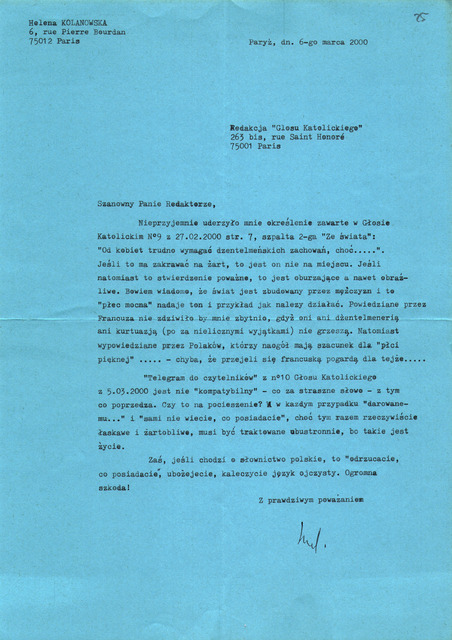 75
Helena KOLANOWSKA
6, rue Pierre Bourdan
75012 Paris
Paryż, dn. 6-go marca 2000
Redakcja "Głosu Katolickiego"
263 bis, rue Saint Honoré
75001 Paris
Szanowny Panie Redaktorze,
Nieprzyjemnie uderzyło mnie określenie zawarte w Głosie
Katolickim N°9 z 27.02.2000 str. 7, szpalta 2-ga "Ze świata":
"Od kobiet trudno wymagać dżentelmeńskich zachowań, choć.....".
Jeśli to ma zakrawać na żart, to jest on nie na miejscu. Jeśli
natomiast to stwierdzenie poważne, to jest oburzające a nawet obraź-
liwe. Bowiem wiadomo, że świat jest zbudowany przez mężczyzn i to
"płeć mocna" nadaje ton i przykład jak należy działać. Powiedziane przez
Francuza nie zdziwiło by mnie zbytnio, gdyż oni ani dżentelmenerią
ani kurtuazją (po za nielicznymi wyjątkami) nie grzeszą. Natomiast
wypowiedziane przez Polaków, którzy naogół mają szacunek dla "płci
pięknej" ..... - chyba, że przejęli się francuską pogardą dla tejże.....
"Telegram do czytelników" z n°10 Głosu Katolickiego
z 5.03.2000 jest nie "kompatybilny" - co za straszne słowo - z tym
co poprzedza. Czy to na pocieszenie? W w każdym przypadku "darowane-
mu..." i "sami nie wiecie, co posiadacie", choć tym razem rzeczywiście
łaskawe i żartobliwe, musi być traktowane ubustronnie, bo takie jest
życie.
Zaś, jeśli chodzi o słownictwo polskie, to "odrzucacie,
co posiadacie", ubożejecie, kaleczycie język ojczysty. Ogromna
szkoda!
Z prawdziwym poważaniem